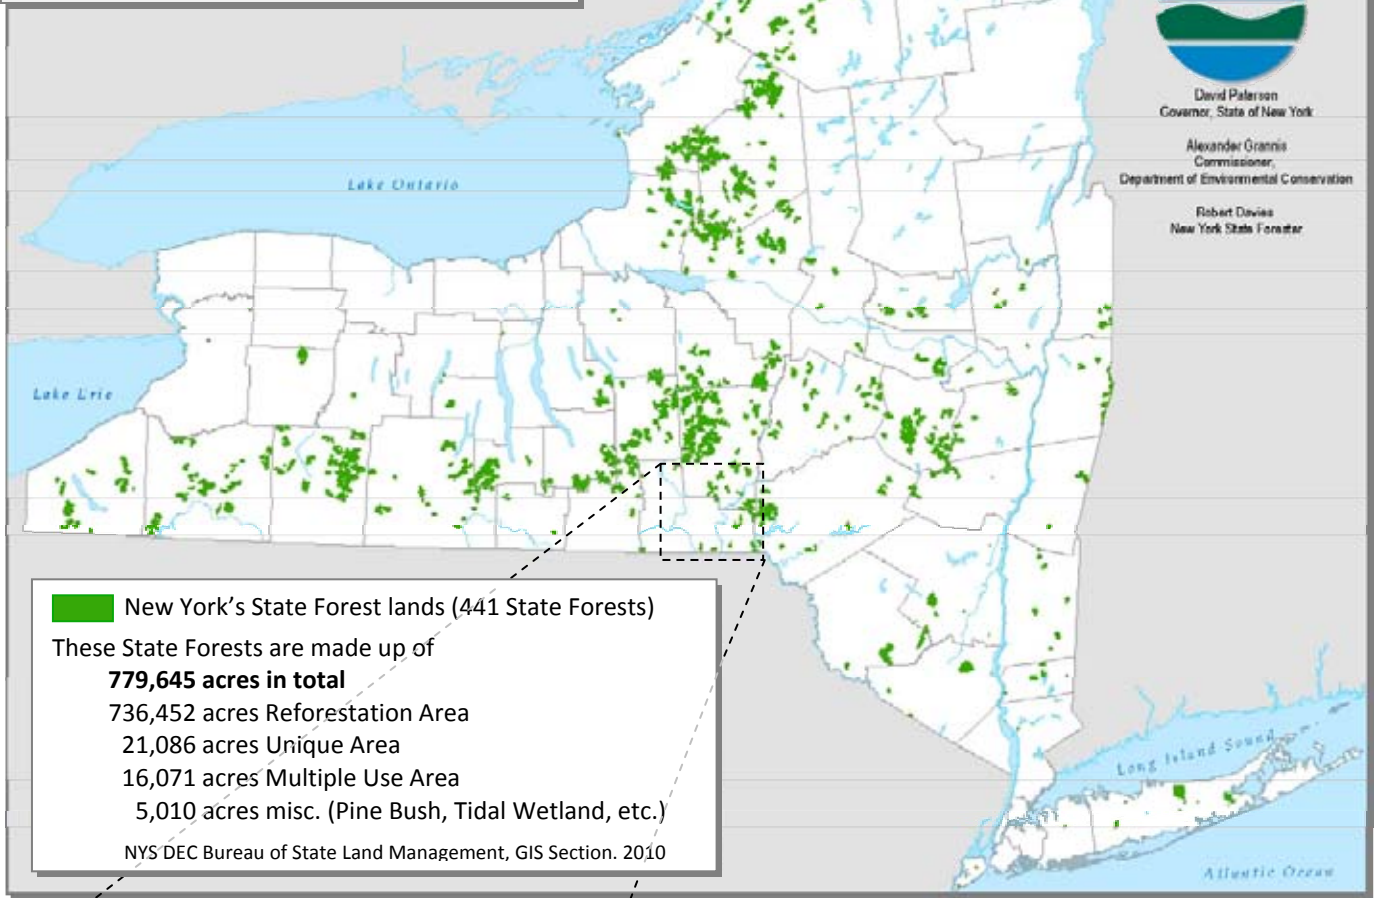 David Paterson
Governor, State of New York
Alexander Grannis
Commissioner,
Department of Environmental Conservation
Robert Davies
New York State Forester
Lake Ontario
Lake Erie
New York's State Forest lands (441 State Forests)
These State Forests are made up of
779,645 acres in total
736,452 acres Reforestation Area
21,086 acres Unique Area
16,071 acres Multiple Use Area
5,010 acres misc. (Pine Bush, Tidal Wetland, etc.)
NYS DEC Bureau of State Land Management, GIS Section. 2010
Long Island Sound
Atlantic Ocean